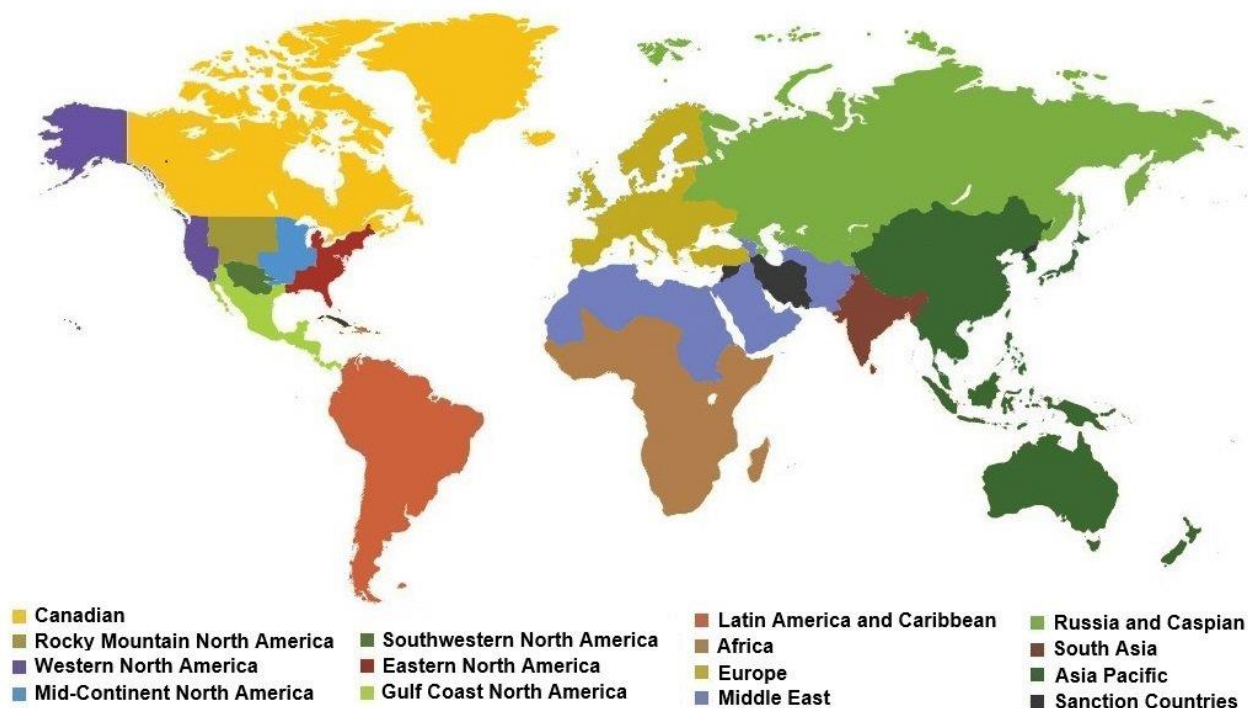 Canadian
Rocky Mountain North America
Western North America
Mid-Continent North America
Southwestern North America
Eastern North America
Gulf Coast North America
Latin America and Caribbean
Africa
Europe
Middle East
Russia and Caspian
South Asia
Asia Pacific
Sanction Countries